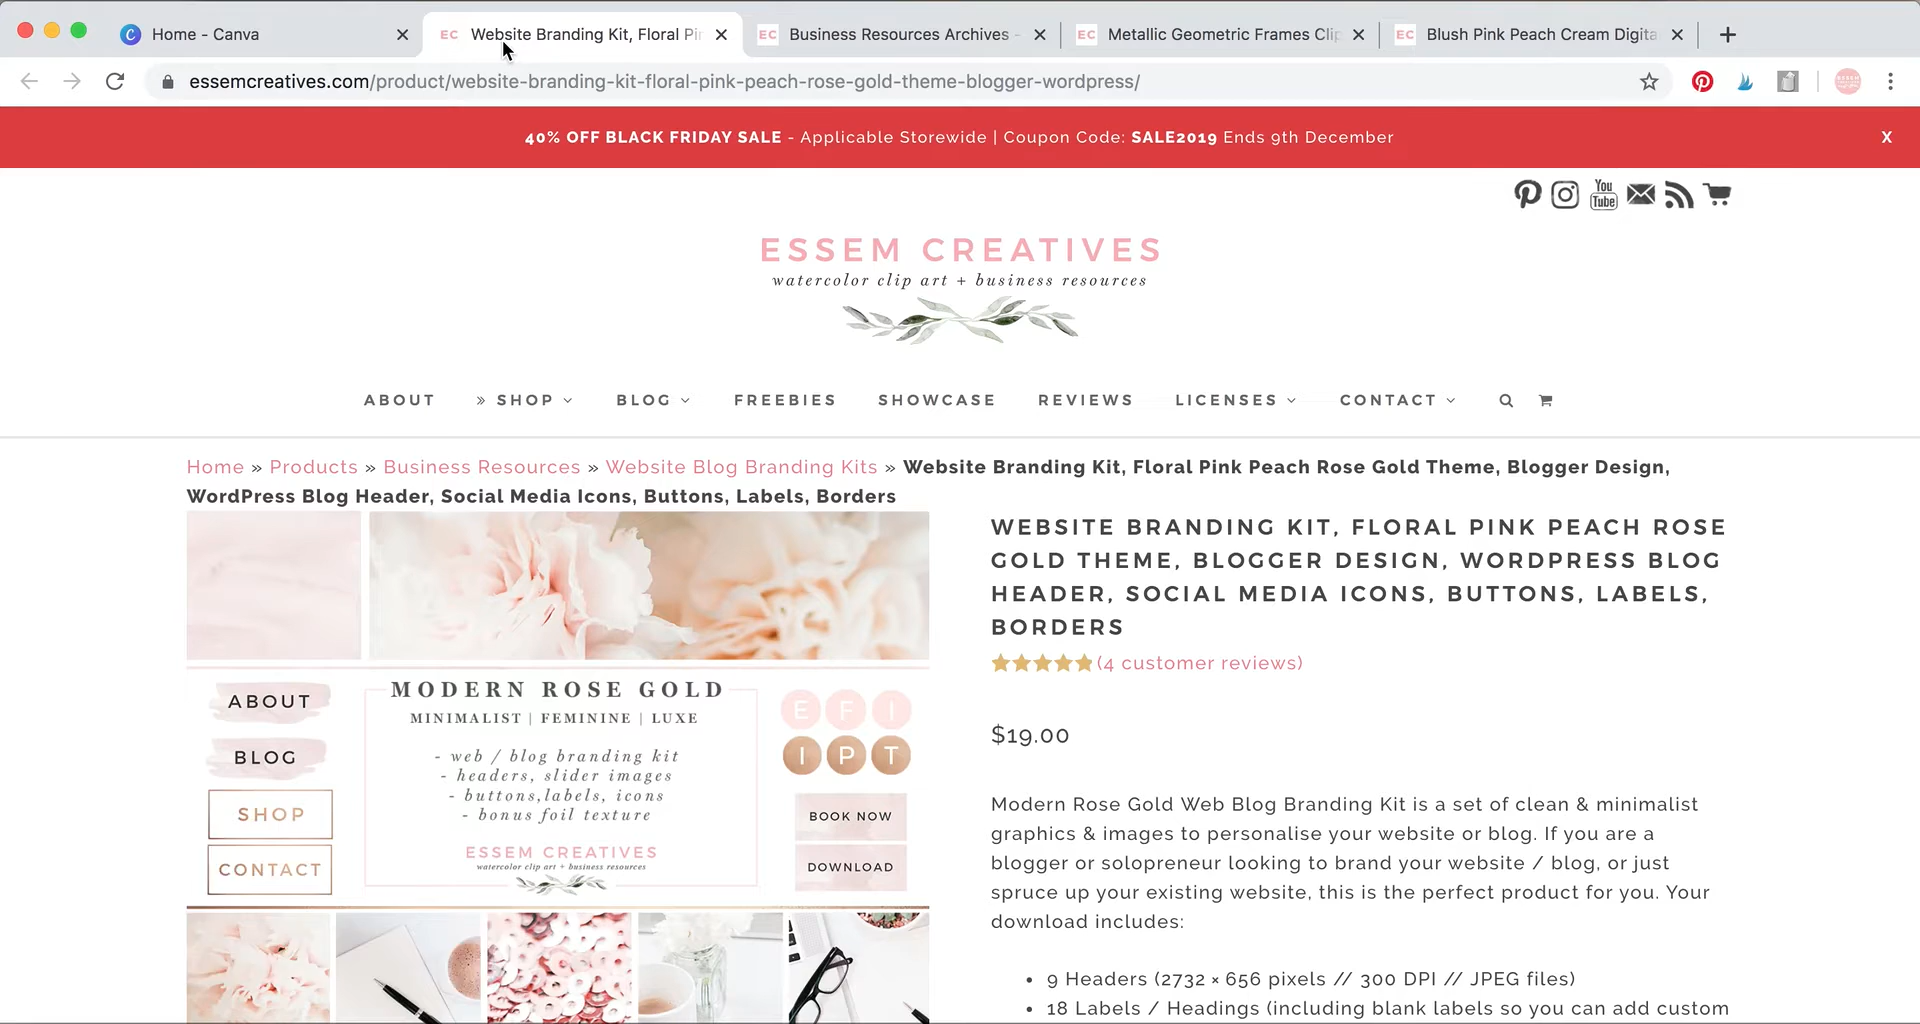 Home - Canva
EC Website Branding Kit, Floral Pi
EC Business Resources Archives -
EC Metallic Geometric Frames Clip
EC Blush Pink Peach Cream Digita
essemcreatives.com/product/website-branding-kit-floral-pink-peach-rose-gold-theme-blogger-wordpress/
40% OFF BLACK FRIDAY SALE - Applicable Storewide | Coupon Code: SALE2019 Ends 9th December
X
You Tube
ESSEM CREATIVES
watercolor clip art + business resources
ABOUT » SHOP BLOG FREEBIES SHOWCASE REVIEWS LICENSES CONTACT
Home » Products » Business Resources » Website Blog Branding Kits » Website Branding Kit, Floral Pink Peach Rose Gold Theme, Blogger Design,
WordPress Blog Header, Social Media Icons, Buttons, Labels, Borders
WEBSITE BRANDING KIT, FLORAL PINK PEACH ROSE
GOLD THEME, BLOGGER DESIGN, WORDPRESS BLOG
HEADER, SOCIAL MEDIA ICONS, BUTTONS, LABELS,
BORDERS
(4 customer reviews)
$19.00
Modern Rose Gold Web Blog Branding Kit is a set of clean & minimalist
graphics & images to personalise your website or blog. If you are a
blogger or solopreneur looking to brand your website / blog, or just
spruce up your existing website, this is the perfect product for you. Your
download includes:
• 9 Headers (2732 × 656 pixels // 300 DPI // JPEG files)
• 18 Labels / Headings (including blank labels so you can add custom
ABOUT
BLOG
SHOP
CONTACT
MODERN ROSE GOLD
MINIMALIST | FEMININE | LUXE
- web / blog branding kit
- headers, slider images
- buttons,labels, icons
- bonus foil texture
ESSEM CREATIVES
watercolor clip art + business resources
E F I
I P T
BOOK NOW
DOWNLOAD